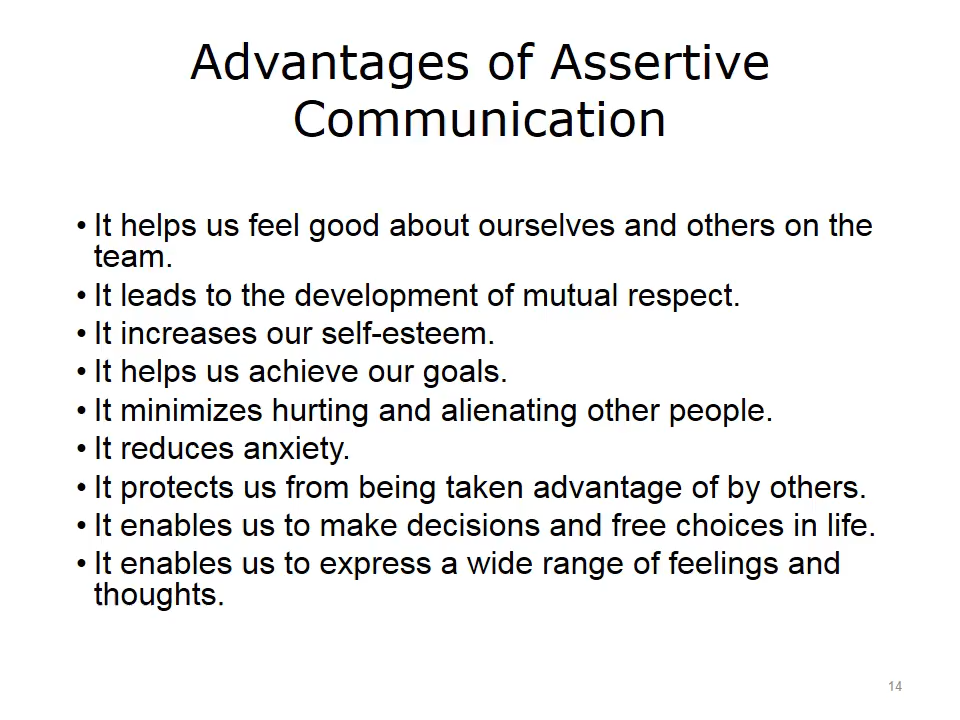 Advantages of Assertive
Communication
• It helps us feel good about ourselves and others on the
team.
• It leads to the development of mutual respect.
• It increases our self-esteem.
• It helps us achieve our goals.
• It minimizes hurting and alienating other people.
• It reduces anxiety.
• It protects us from being taken advantage of by others.
• It enables us to make decisions and free choices in life.
• It enables us to express a wide range of feelings and
thoughts.
14